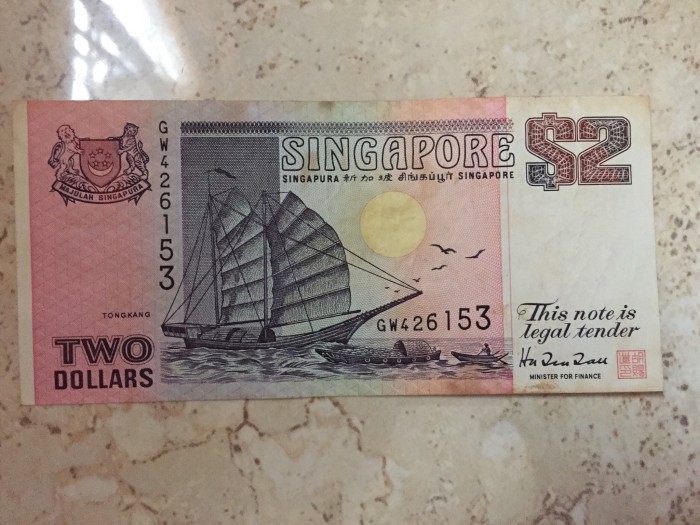 GW426153
SINGAPORE
$2
SINGAPURA 新加坡 சிங்கப்பூர் SINGAPORE
MAJULAH SINGAPURA
TONGKANG
GW426153
This note is
legal tender
TWO
DOLLARS
MINISTER FOR FINANCE